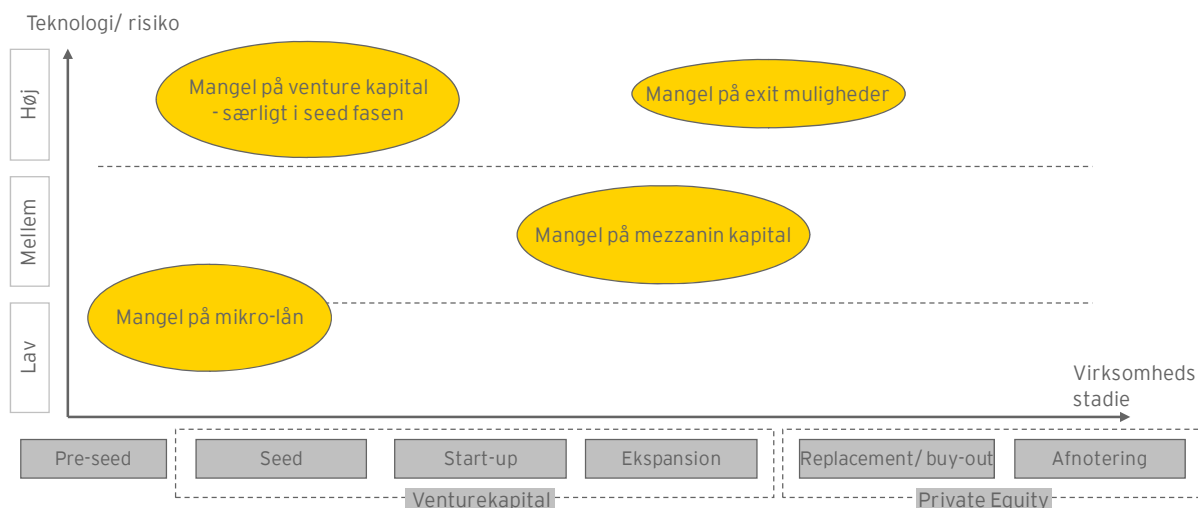 Teknologi/ risiko
Høj
Mangel på venture kapital
- særligt i seed fasen
Mangel på exit muligheder
Mellem
Mangel på mezzanin kapital
Lav
Mangel på mikro-lån
Virksomheds
stadie
Pre-seed
Seed
Start-up
Ekspansion
Replacement/ buy-out
Afnotering
Venturekapital
Private Equity